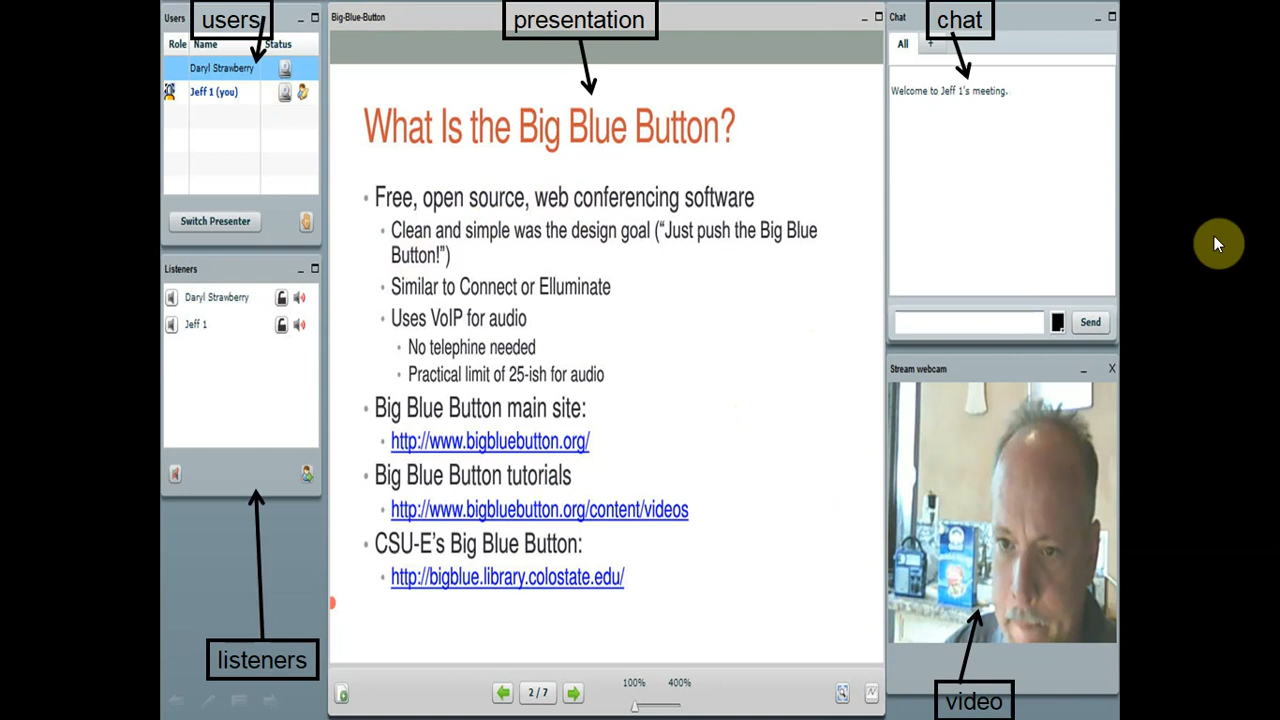 Users
users
Role Name Status
Daryl Strawberry
Jeff 1 (you)
Switch Presenter
Listeners
Daryl Strawberry
Jeff 1
listeners
Big-Blue-Button
presentation
What Is the Big Blue Button?
• Free, open source, web conferencing software
• Clean and simple was the design goal (“Just push the Big Blue
Button!”)
• Similar to Connect or Elluminate
• Uses VoIP for audio
• No telephine needed
• Practical limit of 25-ish for audio
• Big Blue Button main site:
• http://www.bigbluebutton.org/
• Big Blue Button tutorials
• http://www.bigbluebutton.org/content/videos
• CSU-E’s Big Blue Button:
• http://bigblue.library.colostate.edu/
2 / 7
100% 400%
Chat
chat
All +
Welcome to Jeff 1's meeting.
Send
Stream webcam
X
video